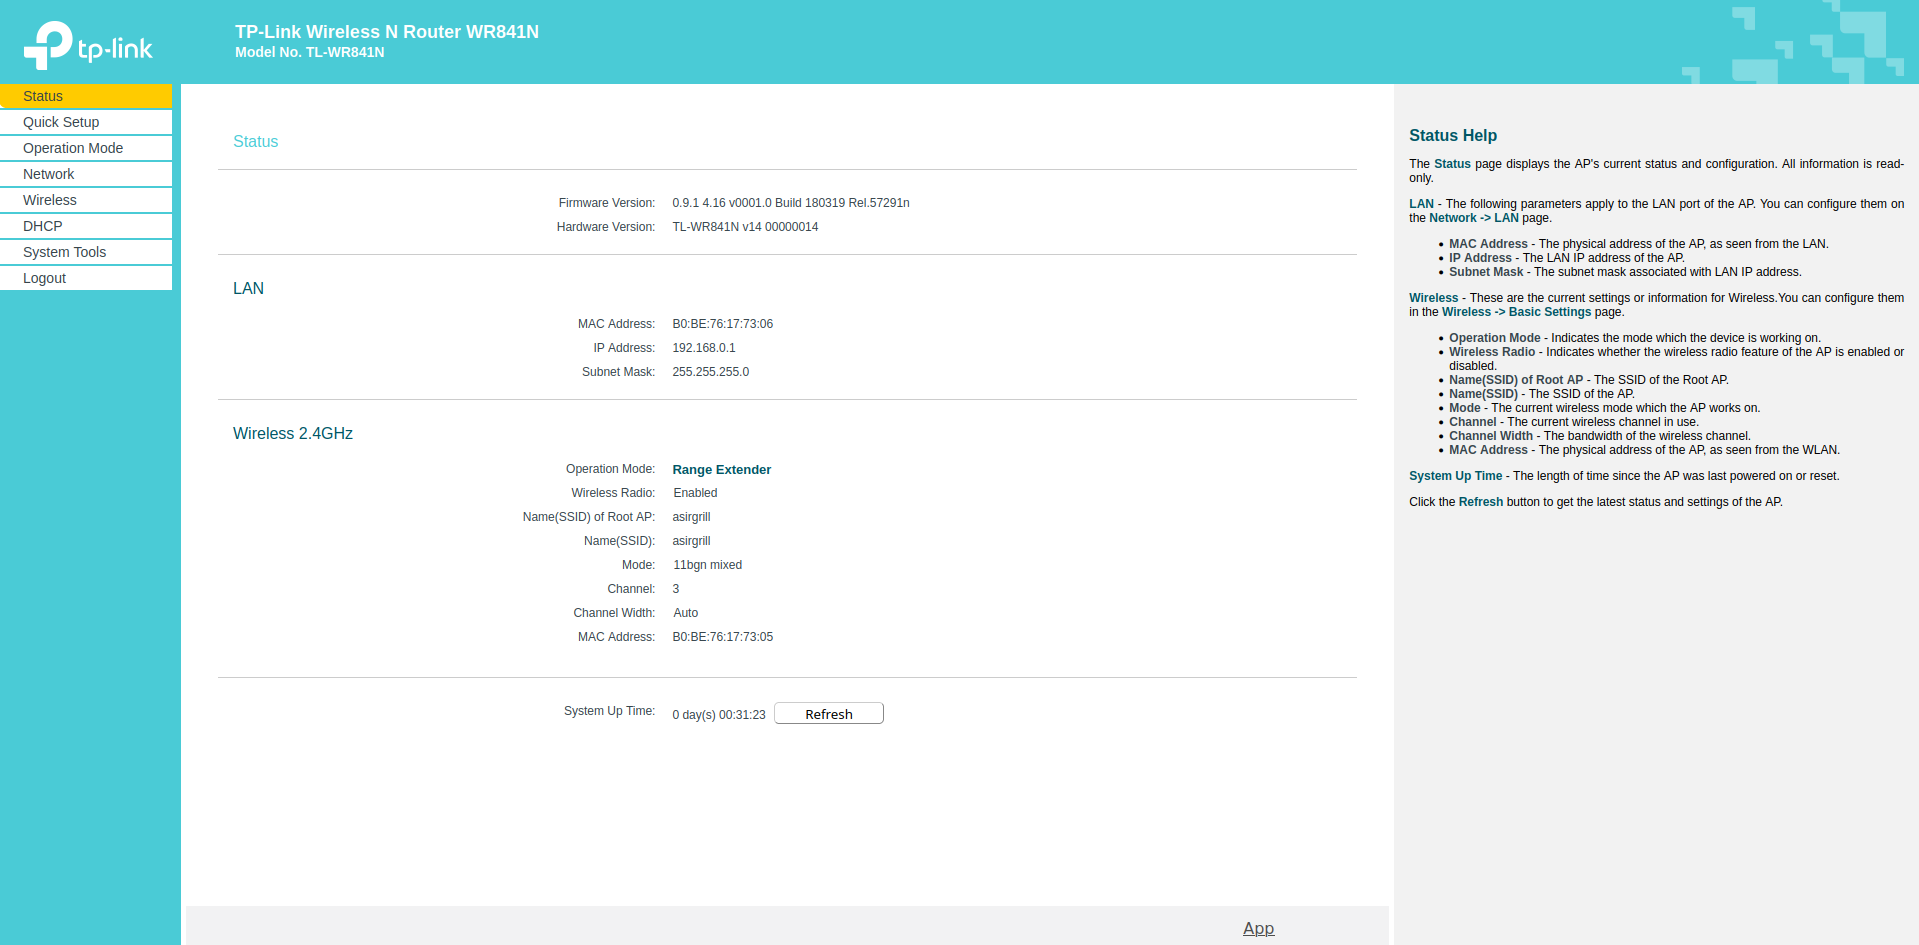 tp-link
TP-Link Wireless N Router WR841N
Model No. TL-WR841N
Status
Quick Setup
Operation Mode
Network
Wireless
DHCP
System Tools
Logout
Status
Firmware Version: 0.9.1 4.16 v0001.0 Build 180319 Rel.57291n
Hardware Version: TL-WR841N v14 00000014
LAN
MAC Address: B0:BE:76:17:73:06
IP Address: 192.168.0.1
Subnet Mask: 255.255.255.0
Wireless 2.4GHz
Operation Mode: Range Extender
Wireless Radio: Enabled
Name(SSID) of Root AP: asirgrill
Name(SSID): asirgrill
Mode: 11bgn mixed
Channel: 3
Channel Width: Auto
MAC Address: B0:BE:76:17:73:05
System Up Time: 0 day(s) 00:31:23 Refresh
App
Status Help
The Status page displays the AP's current status and configuration. All information is read-
only.
LAN - The following parameters apply to the LAN port of the AP. You can configure them on
the Network -> LAN page.
• MAC Address - The physical address of the AP, as seen from the LAN.
• IP Address - The LAN IP address of the AP.
• Subnet Mask - The subnet mask associated with LAN IP address.
Wireless - These are the current settings or information for Wireless.You can configure them
in the Wireless -> Basic Settings page.
• Operation Mode - Indicates the mode which the device is working on.
• Wireless Radio - Indicates whether the wireless radio feature of the AP is enabled or
disabled.
• Name(SSID) of Root AP - The SSID of the Root AP.
• Name(SSID) - The SSID of the AP.
• Mode - The current wireless mode which the AP works on.
• Channel - The current wireless channel in use.
• Channel Width - The bandwidth of the wireless channel.
• MAC Address - The physical address of the AP, as seen from the WLAN.
System Up Time - The length of time since the AP was last powered on or reset.
Click the Refresh button to get the latest status and settings of the AP.